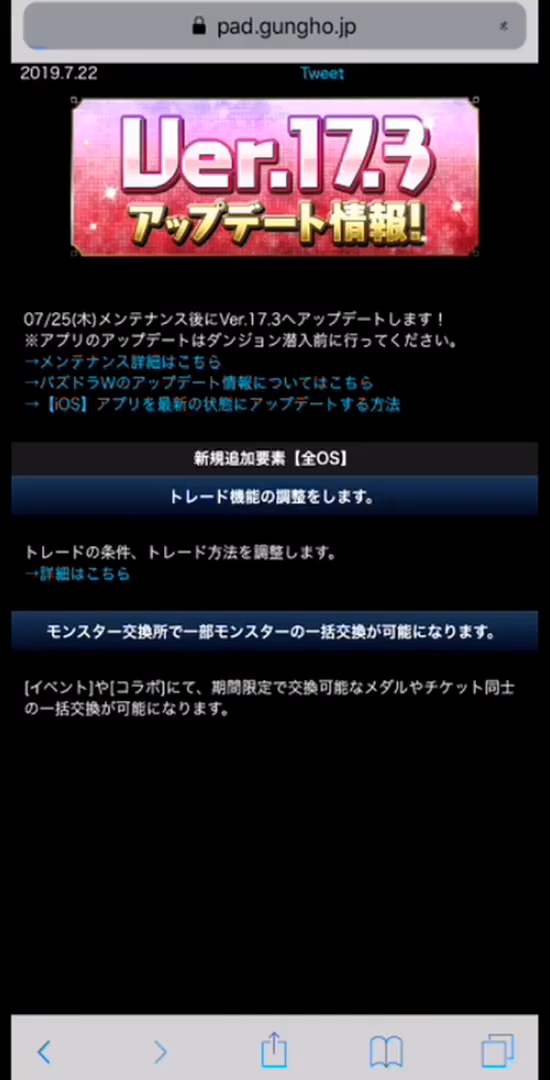 pad.gungho.jp
2019.7.22 Tweet
Ver.17.3
アップデート情報!
07/25(木)メンテナンス後にVer.17.3へアップデートします！
※アプリのアップデートはダンジョン潜入前に行ってください。
→メンテナンス詳細はこちら
→パズドラWのアップデート情報についてはこちら
→【iOS】アプリを最新の状態にアップデートする方法
新規追加要素【全OS】
トレード機能の調整をします。
トレードの条件、トレード方法を調整します。
→詳細はこちら
モンスター交換所で一部モンスターの一括交換が可能になります。
[イベント]や[コラボ]にて、期間限定で交換可能なメダルやチケット同士
の一括交換が可能になります。